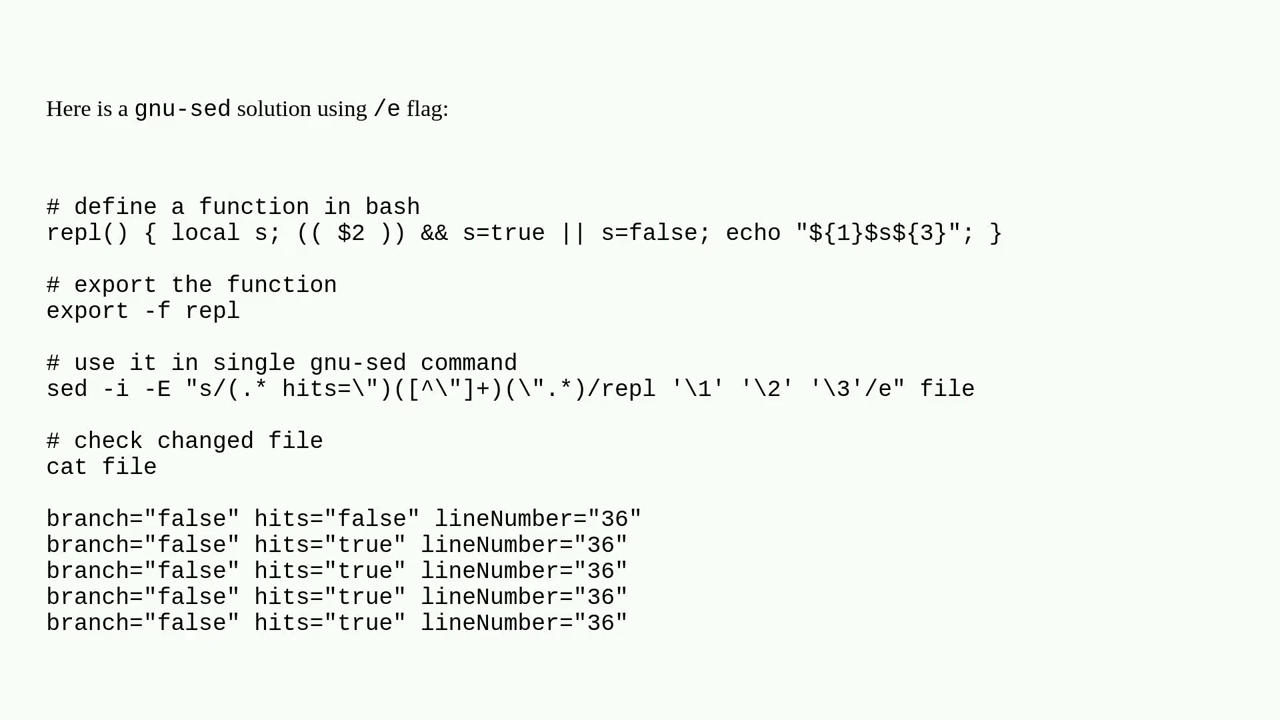 Here is a gnu-sed solution using /e flag:
# define a function in bash
repl() { local s; (( $2 )) && s=true || s=false; echo "${1}$s${3}"; }
# export the function
export -f repl
# use it in single gnu-sed command
sed -i -E "s/(.* hits=\")([^\"]+)(\".*)/repl '\1' '\2' '\3'/e" file
# check changed file
cat file
branch="false" hits="false" lineNumber="36"
branch="false" hits="true" lineNumber="36"
branch="false" hits="true" lineNumber="36"
branch="false" hits="true" lineNumber="36"
branch="false" hits="true" lineNumber="36"